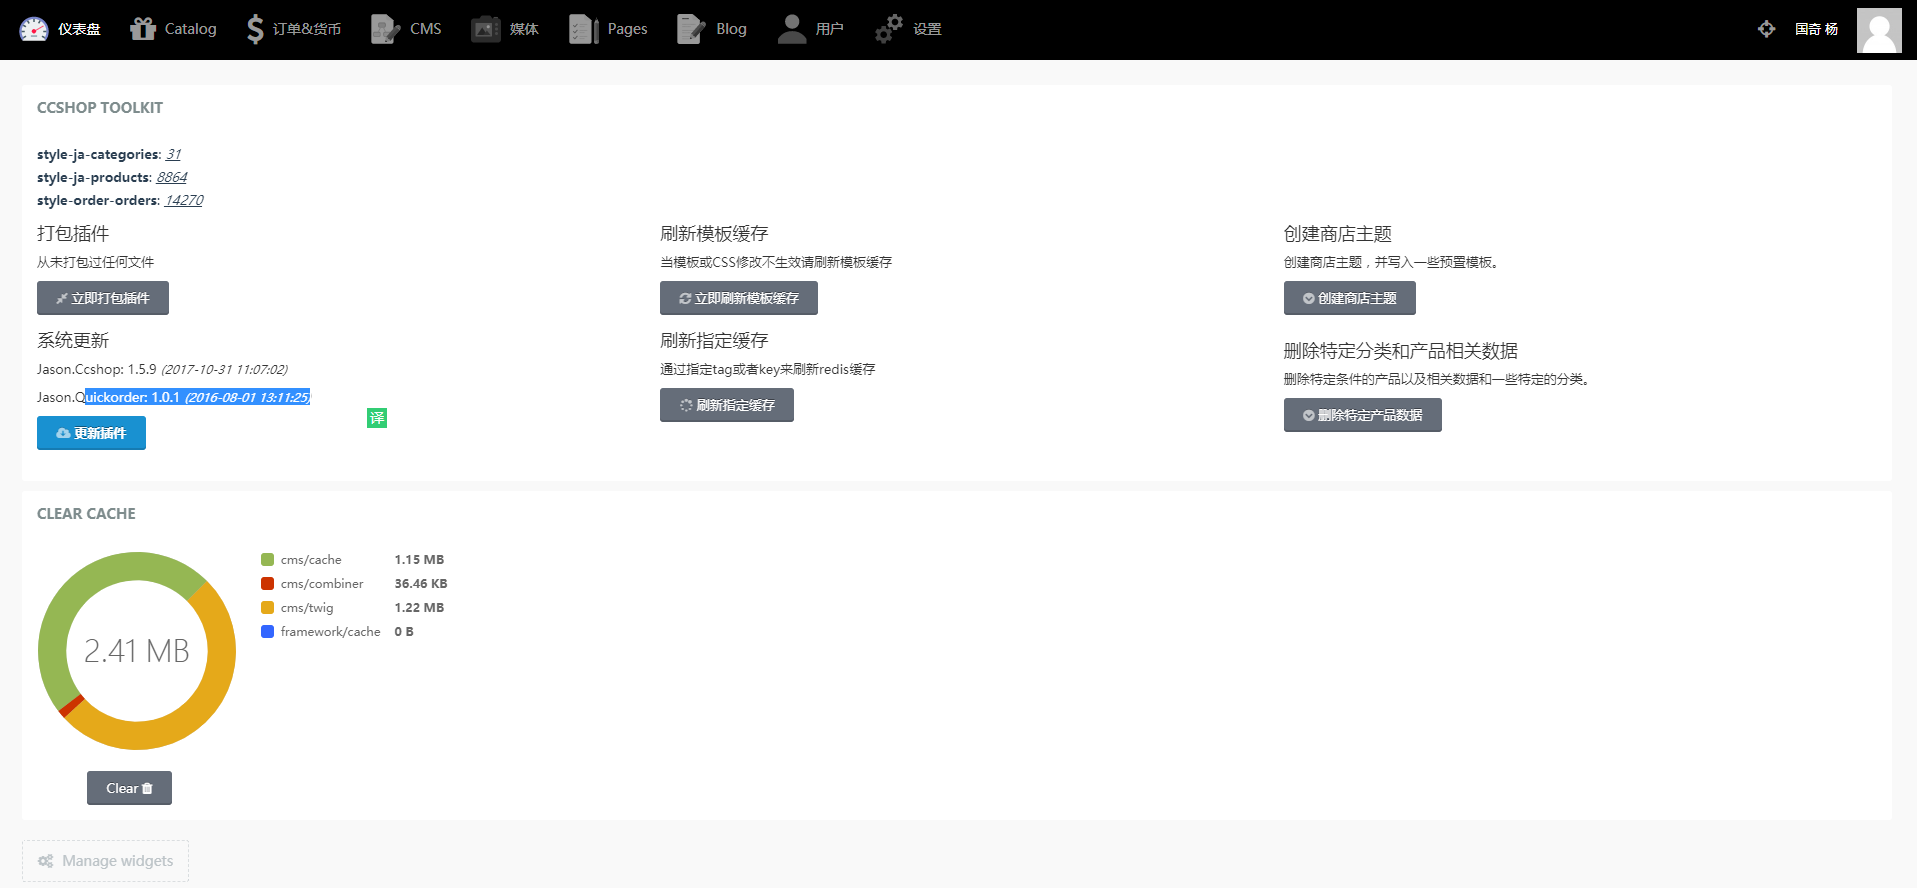 仪表盘 Catalog 订单&货币 CMS 媒体 Pages Blog 用户 设置 国奇 杨
CCSHOP TOOLKIT
style-ja-categories: 31
style-ja-products: 8864
style-order-orders: 14270
打包插件
从未打包过任何文件
立即打包插件
系统更新
Jason.Ccshop: 1.5.9 (2017-10-31 11:07:02)
Jason.Quickorder: 1.0.1 (2016-08-01 13:11:25)
译
更新插件
刷新模板缓存
当模板或CSS修改不生效请刷新模板缓存
立即刷新模板缓存
刷新指定缓存
通过指定tag或者key来刷新redis缓存
刷新指定缓存
创建商店主题
创建商店主题，并写入一些预置模板。
创建商店主题
删除特定分类和产品相关数据
删除特定条件的产品以及相关数据和一些特定的分类。
删除特定产品数据
CLEAR CACHE
2.41 MB
cms/cache 1.15 MB
cms/combiner 36.46 KB
cms/twig 1.22 MB
framework/cache 0 B
Clear
Manage widgets